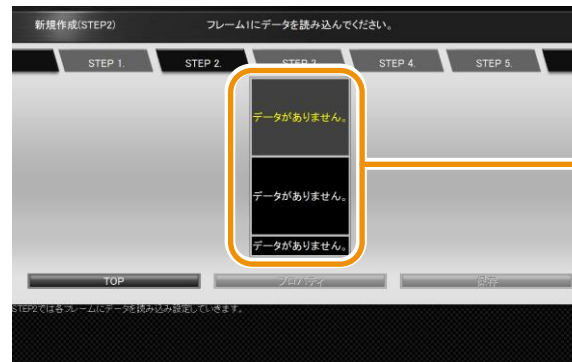 新規作成(STEP2) フレーム1にデータを読み込んでください。
STEP 1. STEP 2. STEP 3. STEP 4. STEP 5.
データがありません。
データがありません。
データがありません。
TOP プロパティ 保存
STEP2では各フレームにデータを読み込み設定していきます。